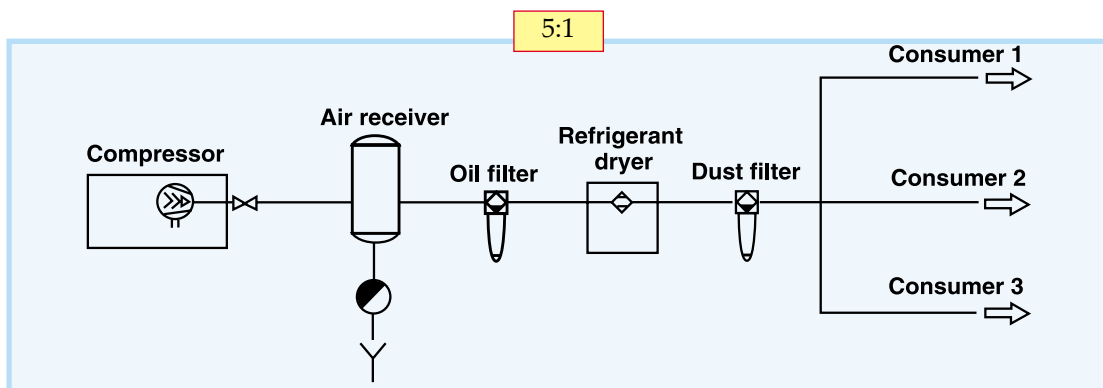 5:1
Consumer 1
Air receiver
Compressor
Refrigerant
dryer
Oil filter
Dust filter
Consumer 2
Consumer 3